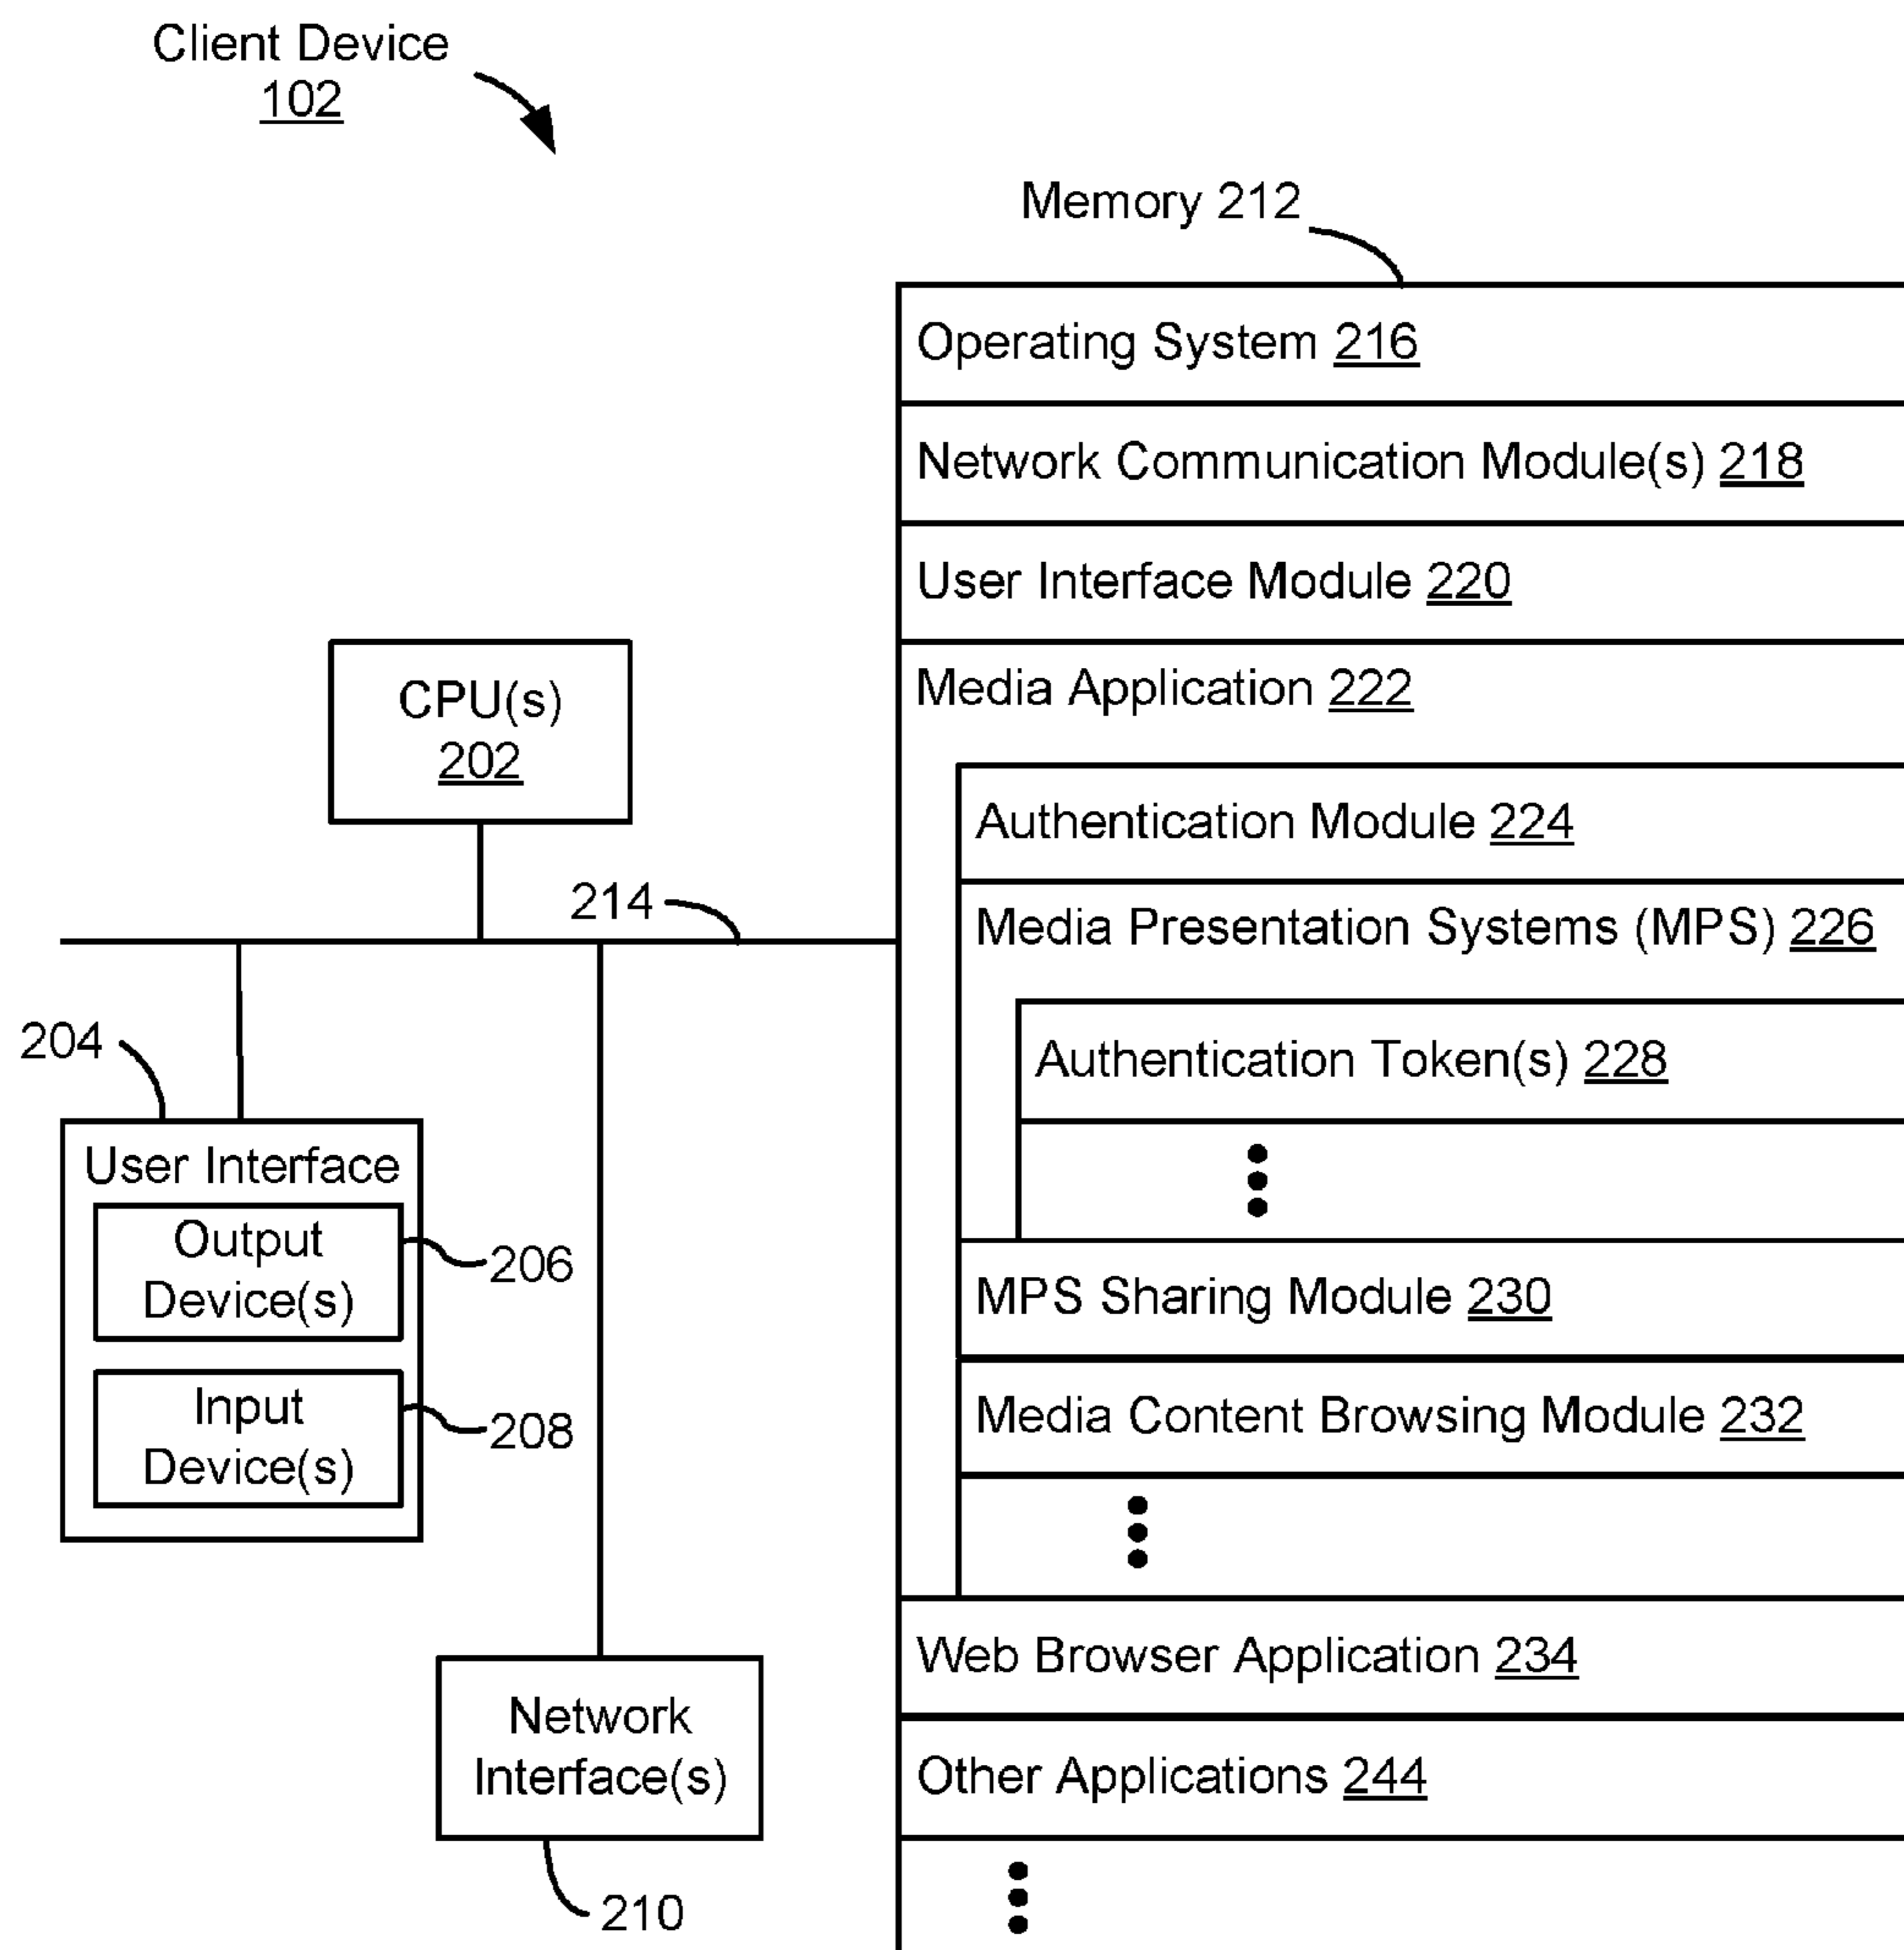 Client Device
102
Memory 212
Operating System 216
Network Communication Module(s) 218
User Interface Module 220
Media Application 222
CPU(s)
202
Authentication Module 224
214
Media Presentation Systems (MPS) 226
204
Authentication Token(s) 228
User Interface
Output
Device(s)
206
MPS Sharing Module 230
Input
Device(s)
208
Media Content Browsing Module 232
Web Browser Application 234
Network
Interface(s)
Other Applications 244
210